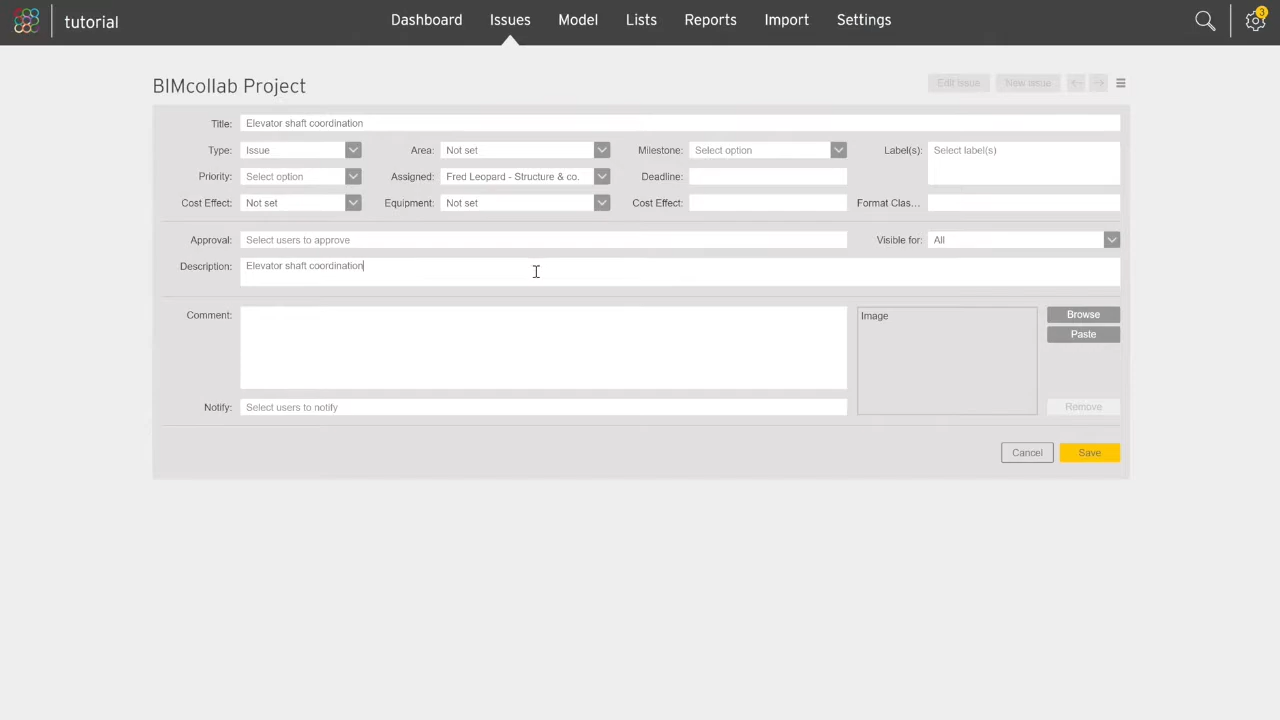 tutorial
Dashboard Issues Model Lists Reports Import Settings
3
BIMcollab Project
Edit issue New issue
Title: Elevator shaft coordination
Type: Issue Area: Not set Milestone: Select option Label(s): Select label(s)
Priority: Select option Assigned: Fred Leopard - Structure & co. Deadline:
Cost Effect: Not set Equipment: Not set Cost Effect: Format Clas...
Approval: Select users to approve Visible for: All
Description: Elevator shaft coordination
Comment: Image Browse
Paste
Notify: Select users to notify Remove
Cancel Save